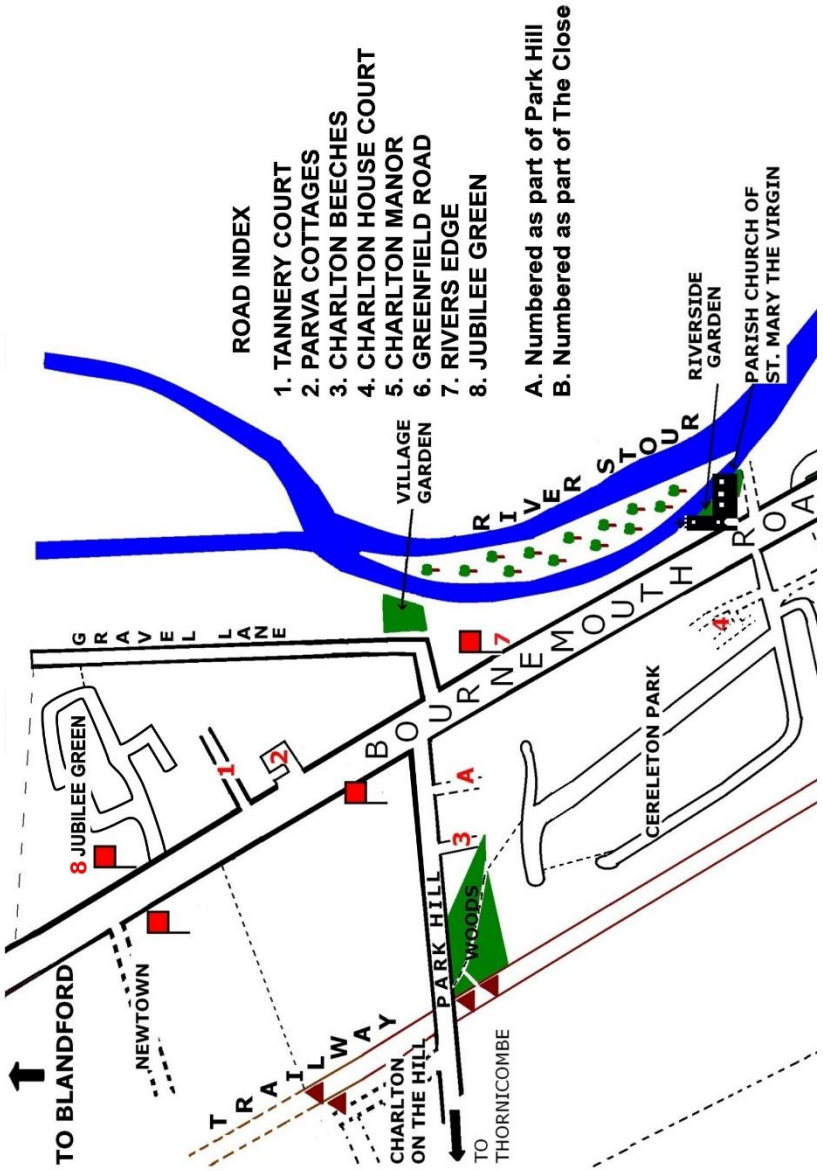 TO BLANDFORD
NEWTOWN
TRAILWAY
CHARLTON
ON THE HILL
TO
THORNICOMBE
8 JUBILEE GREEN
1
2
GRAVEL LANE
BOURNEMOUTH ROA
PARK HILL
WOODS
3
A
7
VILLAGE
GARDEN
RIVER STOUR
CERELETON PARK
4
RIVERSIDE
GARDEN
PARISH CHURCH OF
ST. MARY THE VIRGIN
ROAD INDEX
1. TANNERY COURT
2. PARVA COTTAGES
3. CHARLTON BEECHES
4. CHARLTON HOUSE COURT
5. CHARLTON MANOR
6. GREENFIELD ROAD
7. RIVERS EDGE
8. JUBILEE GREEN
A. Numbered as part of Park Hill
B. Numbered as part of The Close